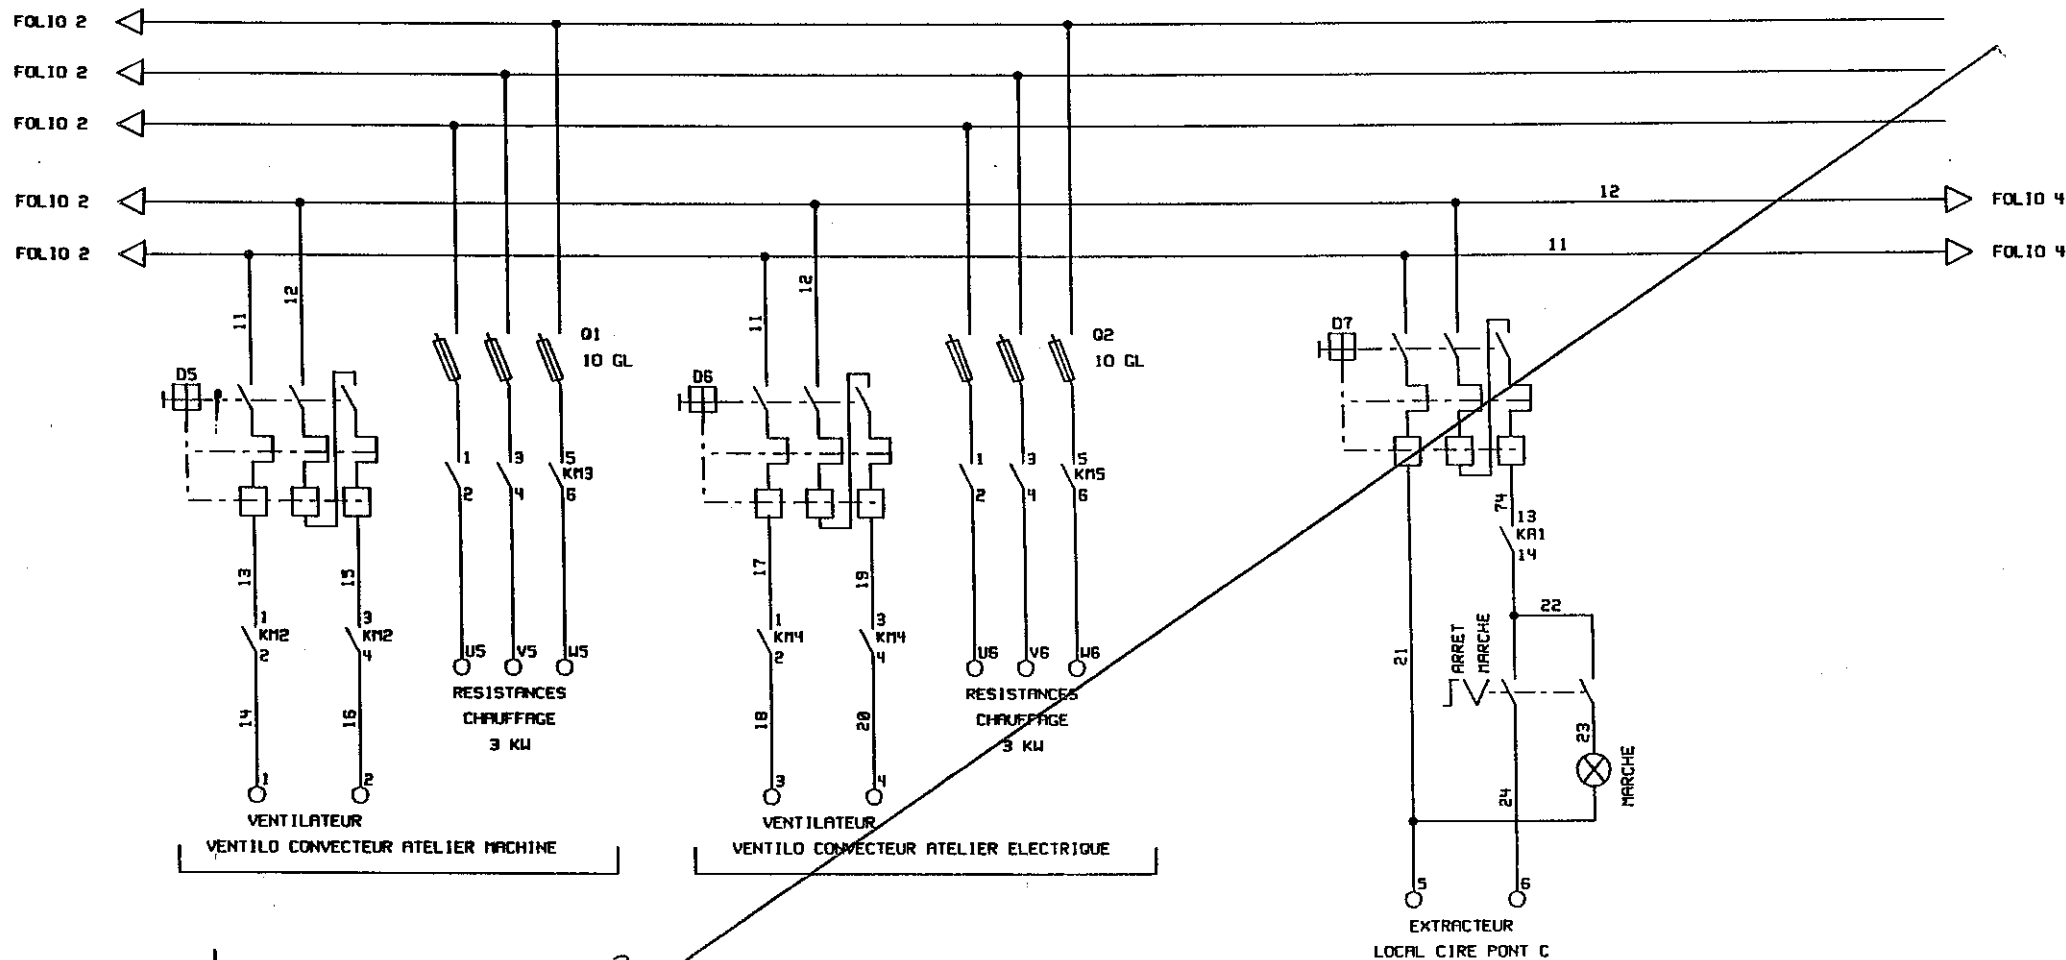 FOLIO 2
FOLIO 2
FOLIO 2
FOLIO 2
12
FOLIO 4
FOLIO 2
11
FOLIO 4
11
12
11
12
Q1
10 GL
Q2
10 GL
D5
D6
D7
1
3
5
KM3
2
4
6
1
3
5
KM5
2
4
6
74
13
KA1
14
13
15
17
19
22
1
KM2
2
3
KM2
4
1
KM4
2
3
KM4
4
ARRET
MARCHE
21
U5
V5
W5
U6
V6
W6
RESISTANCES
CHAUFFAGE
3 KW
RESISTANCES
CHAUFFAGE
3 KW
14
16
18
20
23
24
MARCHE
1
2
3
4
VENTILATEUR
VENTILO CONVECTEUR ATELIER MACHINE
VENTILATEUR
VENTILO CONVECTEUR ATELIER ELECTRIQUE
5
6
EXTRACTEUR
LOCAL CIRE PONT C